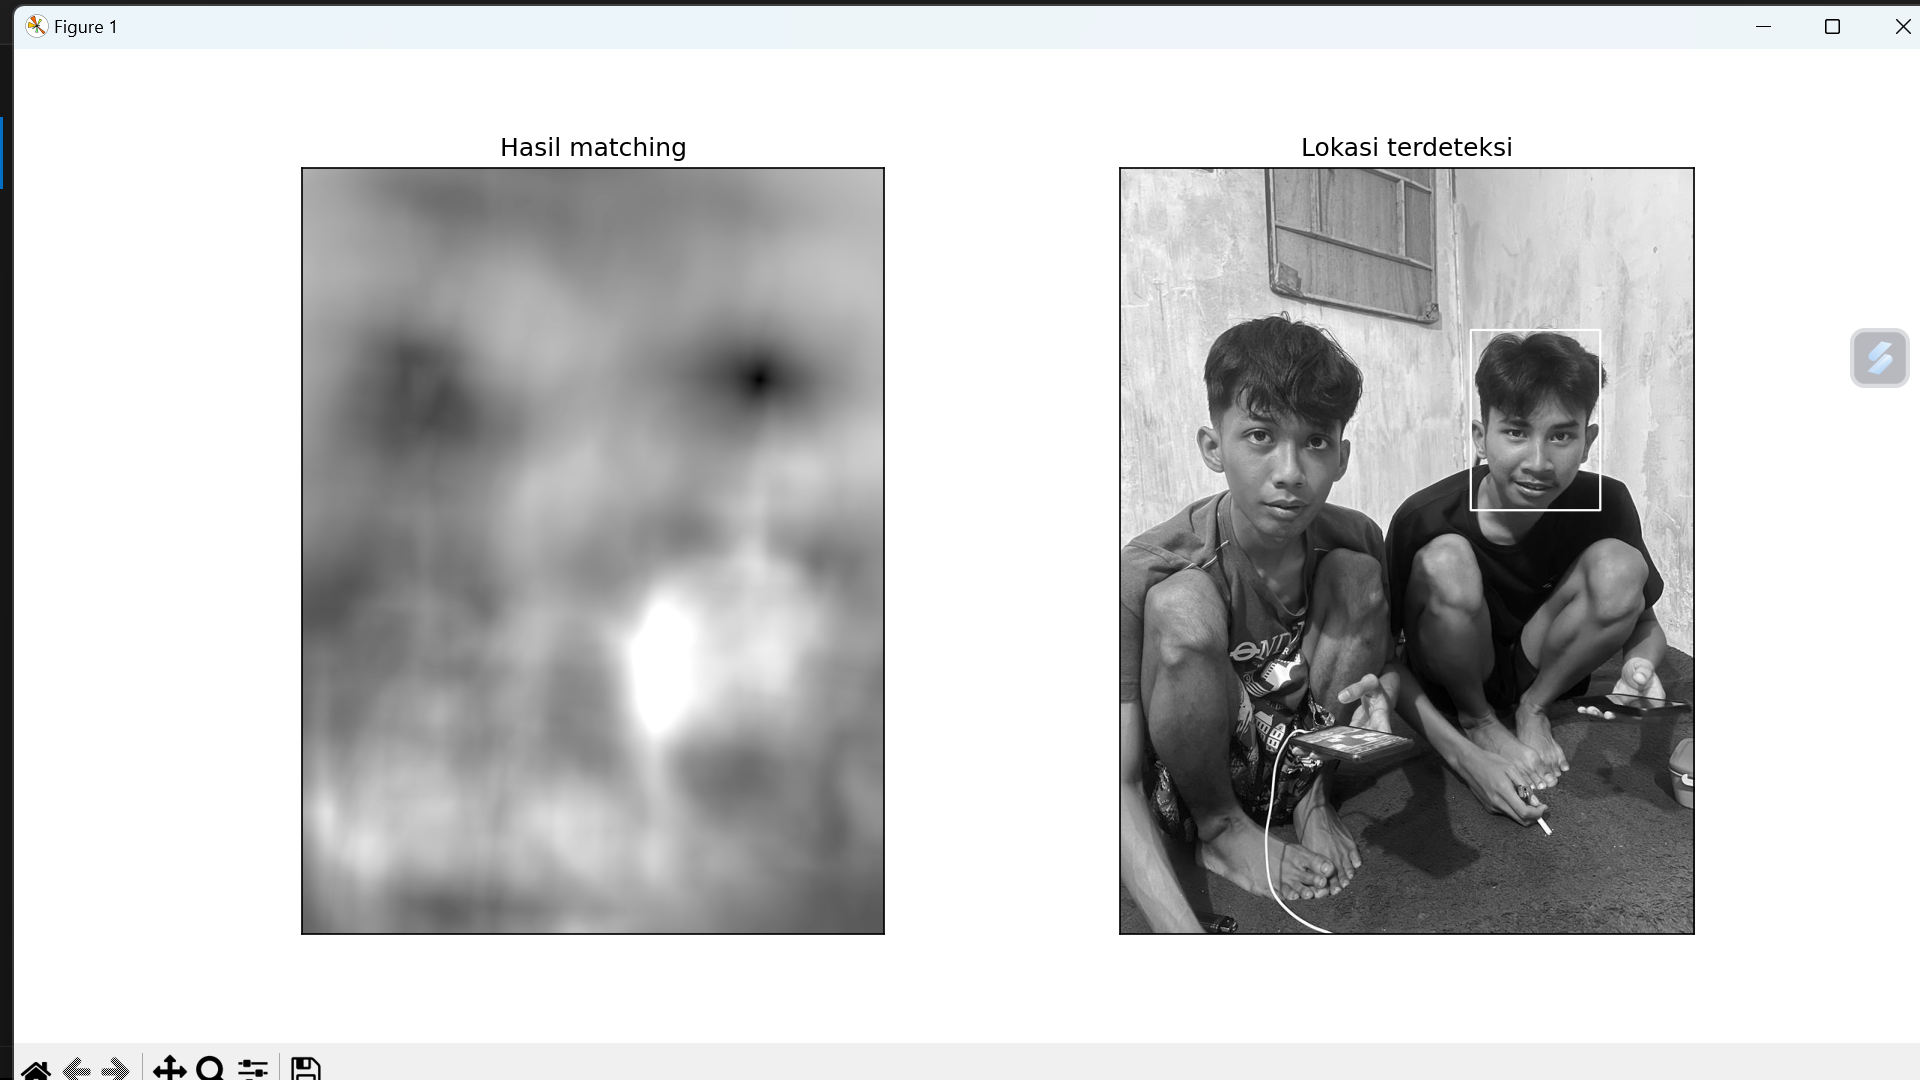 Figure 1
Hasil matching
Lokasi terdeteksi